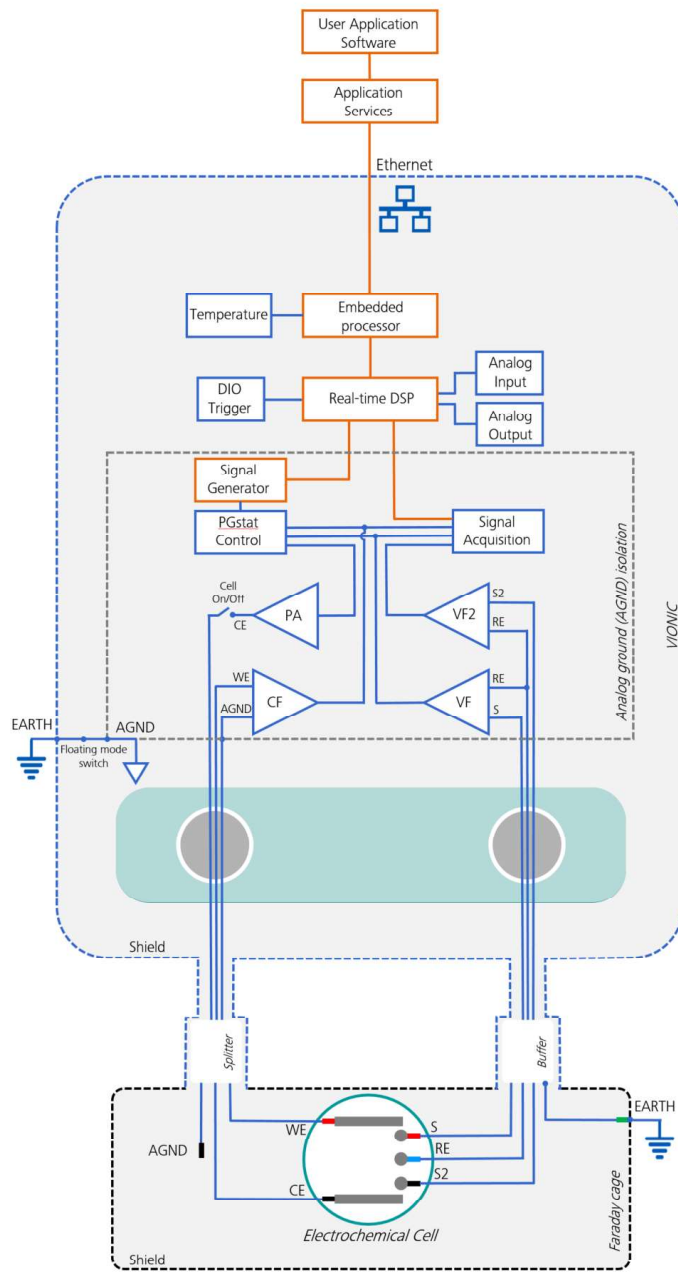 User Application
Software
Application
Services
Ethernet
Temperature
Embedded
processor
DIO
Trigger
Real-time DSP
Analog
Input
Analog
Output
Signal
Generator
PGstat
Control
Signal
Acquisition
Cell
On/Off
CE
PA
VF2
S2
RE
WE
CF
AGND
VF
RE
S
Analog ground (AGND) isolation
VIONIC
EARTH
AGND
Floating mode
switch
Shield
Splitter
Buffer
EARTH
WE
S
AGND
RE
S2
CE
Electrochemical Cell
Faraday cage
Shield